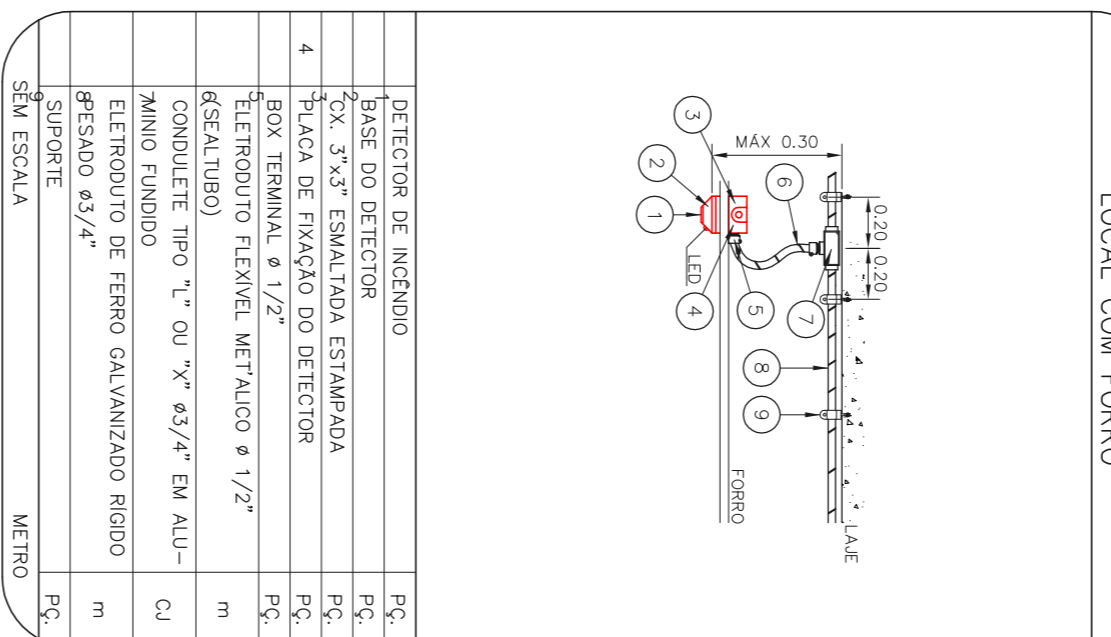 LOCAL COM FORRO
MÁX 0.30
0.20
0.20
3
2
1
6
LED
4
5
7
8
9
FORRO
LAJE
1 DETECTOR DE INCÊNDIO PÇ.
2 BASE DO DETECTOR PÇ.
3 CX. 3"x3" ESMALTADA ESTAMPADA PÇ.
4 PLACA DE FIXAÇÃO DO DETECTOR PÇ.
5 BOX TERMINAL ø 1/2" PÇ.
6 ELETRODUTO FLEXÍVEL MET'ALICO ø 1/2" m
(SEALTUBO)
7 CONDULETE TIPO "L" OU "X" ø3/4" EM ALU- CJ
MINIO FUNDIDO
8 ELETRODUTO DE FERRO GALVANIZADO RÍGIDO m
PESADO ø3/4"
9 SUPORTE PÇ.
SEM ESCALA METRO